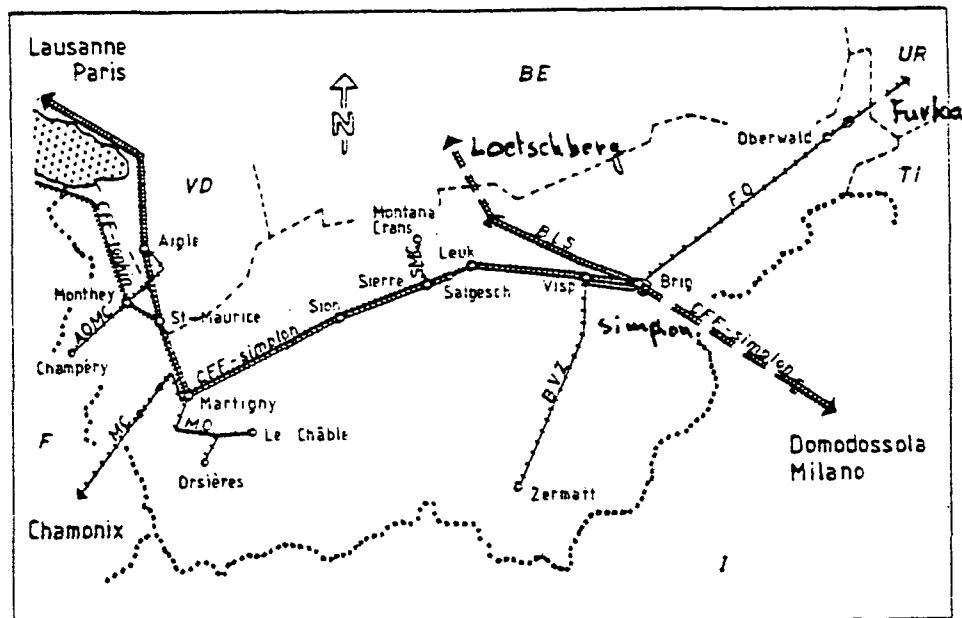 Lausanne
Paris
BE
UR
Furka
Oberwald
Loetschberg
Ti
VD
N
Montana
Crans
SMC
F.O
Aigle
CFF-tonkin
BLS
Leuk
Sierre
Salgesch
Visp
Brig
Monthey
St-Maurice
Sion
CFF-simplon
simplon
CFF-simplon
AOMC
Champéry
BVZ
Martigny
MO
Le Châble
MC
F
Orsières
Domodossola
Milano
Zermatt
Chamonix
I